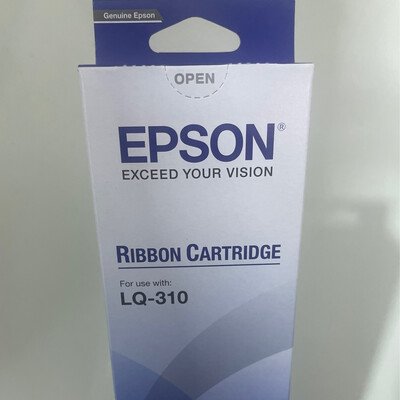 Genuine Epson
OPEN
EPSON®
EXCEED YOUR VISION
RIBBON CARTRIDGE
For use with:
LQ-310